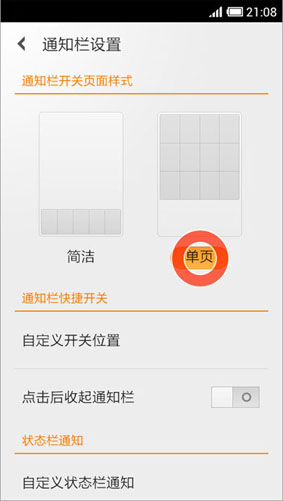 21:08
通知栏设置
通知栏开关页面样式
简洁
单页
通知栏快捷开关
自定义开关位置
点击后收起通知栏
状态栏通知
自定义状态栏通知